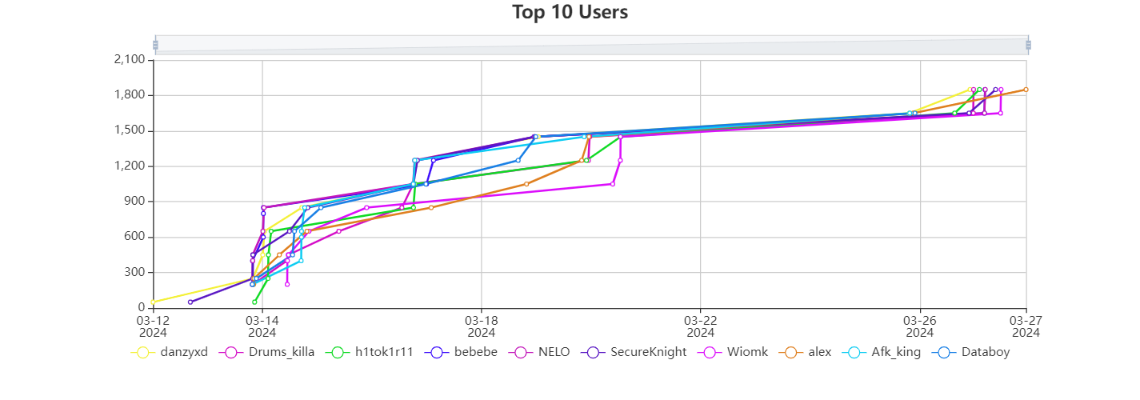 Top 10 Users
2,100
1,800
1,500
1,200
900
600
300
0
03-12 03-14 03-18 03-22 03-26 03-27
2024 2024 2024 2024 2024 2024
danzyxd Drums_killa h1tok1r11 bebebe NELO SecureKnight Wiomk alex Afk_king Databoy